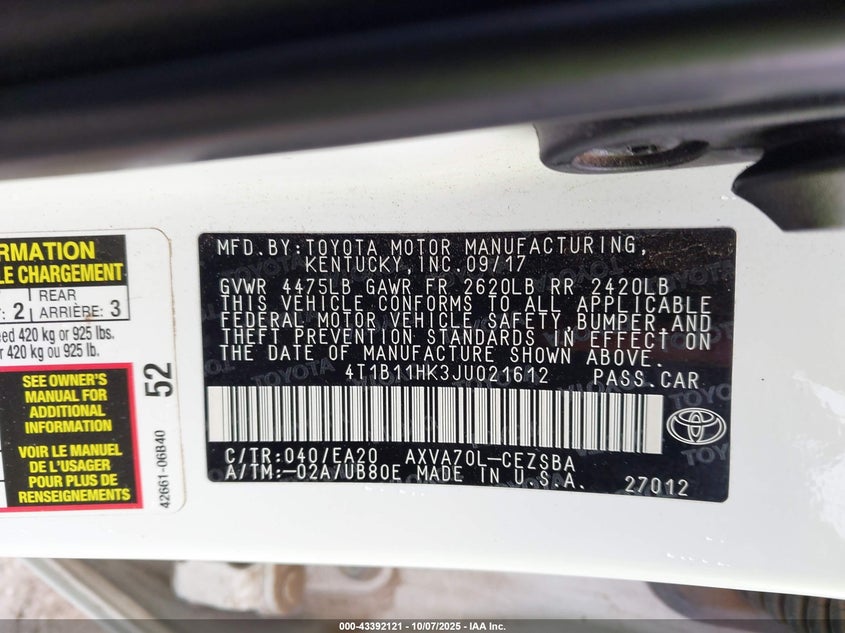 RMATION
LE CHARGEMENT
2 REAR
ARRIÈRE: 3
eed 420 kg or 925 lbs.
r 420 kg ou 925 lb.
SEE OWNER'S
MANUAL FOR
ADDITIONAL
INFORMATION
VOIR LE MANUEL
DE L'USAGER
POUR PLUS DE
RENSEIGNEMENTS
52
42661-06B40
MFD.BY:TOYOTA MOTOR MANUFACTURING,
KENTUCKY,INC.09/17
GVWR 4475LB GAWR FR 2620LB RR 2420LB
THIS VEHICLE CONFORMS TO ALL APPLICABLE
FEDERAL MOTOR VEHICLE SAFETY,BUMPER,AND
THEFT PREVENTION STANDARDS IN EFFECT ON
THE DATE OF MANUFACTURE SHOWN ABOVE.
4T1B11HK3JU021612 PASS.CAR
C/TR:040/EA20 AXVA70L-CEZSBA
A/TM:-02A/UB80E MADE IN U.S.A. 27012
000-43392121 - 10/07/2025 - IAA Inc.